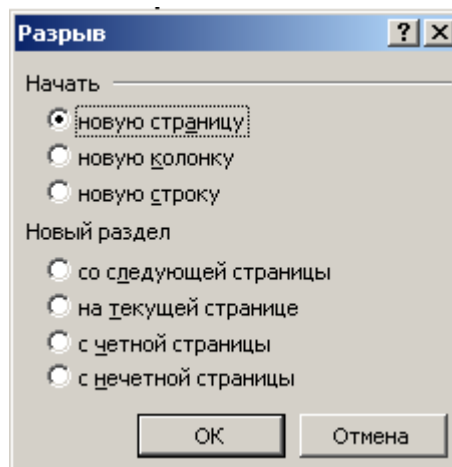 Разрыв
Начать
новую страницу
новую колонку
новую строку
Новый раздел
со следующей страницы
на текущей странице
с четной страницы
с нечетной страницы
ОК Отмена